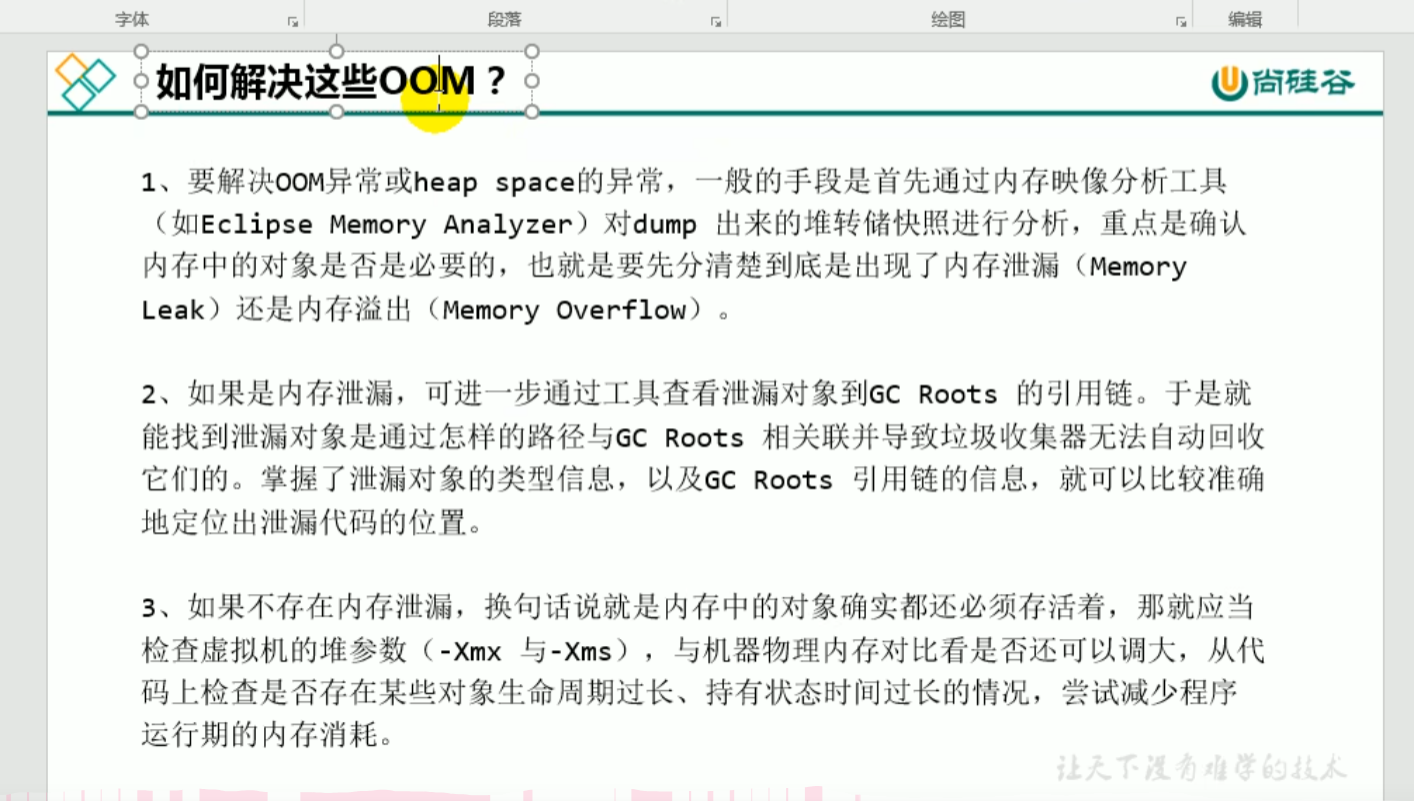 字体 段落 绘图 编辑
如何解决这些OOM？
尚硅谷
1、要解决OOM异常或heap space的异常，一般的手段是首先通过内存映像分析工具
（如Eclipse Memory Analyzer）对dump 出来的堆转储快照进行分析，重点是确认
内存中的对象是否是必要的，也就是要先分清楚到底是出现了内存泄漏（Memory
Leak）还是内存溢出（Memory Overflow）。
2、如果是内存泄漏，可进一步通过工具查看泄漏对象到GC Roots 的引用链。于是就
能找到泄漏对象是通过怎样的路径与GC Roots 相关联并导致垃圾收集器无法自动回收
它们的。掌握了泄漏对象的类型信息，以及GC Roots 引用链的信息，就可以比较准确
地定位出泄漏代码的位置。
3、如果不存在内存泄漏，换句话说就是内存中的对象确实都还必须存活着，那就应当
检查虚拟机的堆参数（-Xmx 与-Xms），与机器物理内存对比看是否还可以调大，从代
码上检查是否存在某些对象生命周期过长、持有状态时间过长的情况，尝试减少程序
运行期的内存消耗。
让天下没有难学的技术